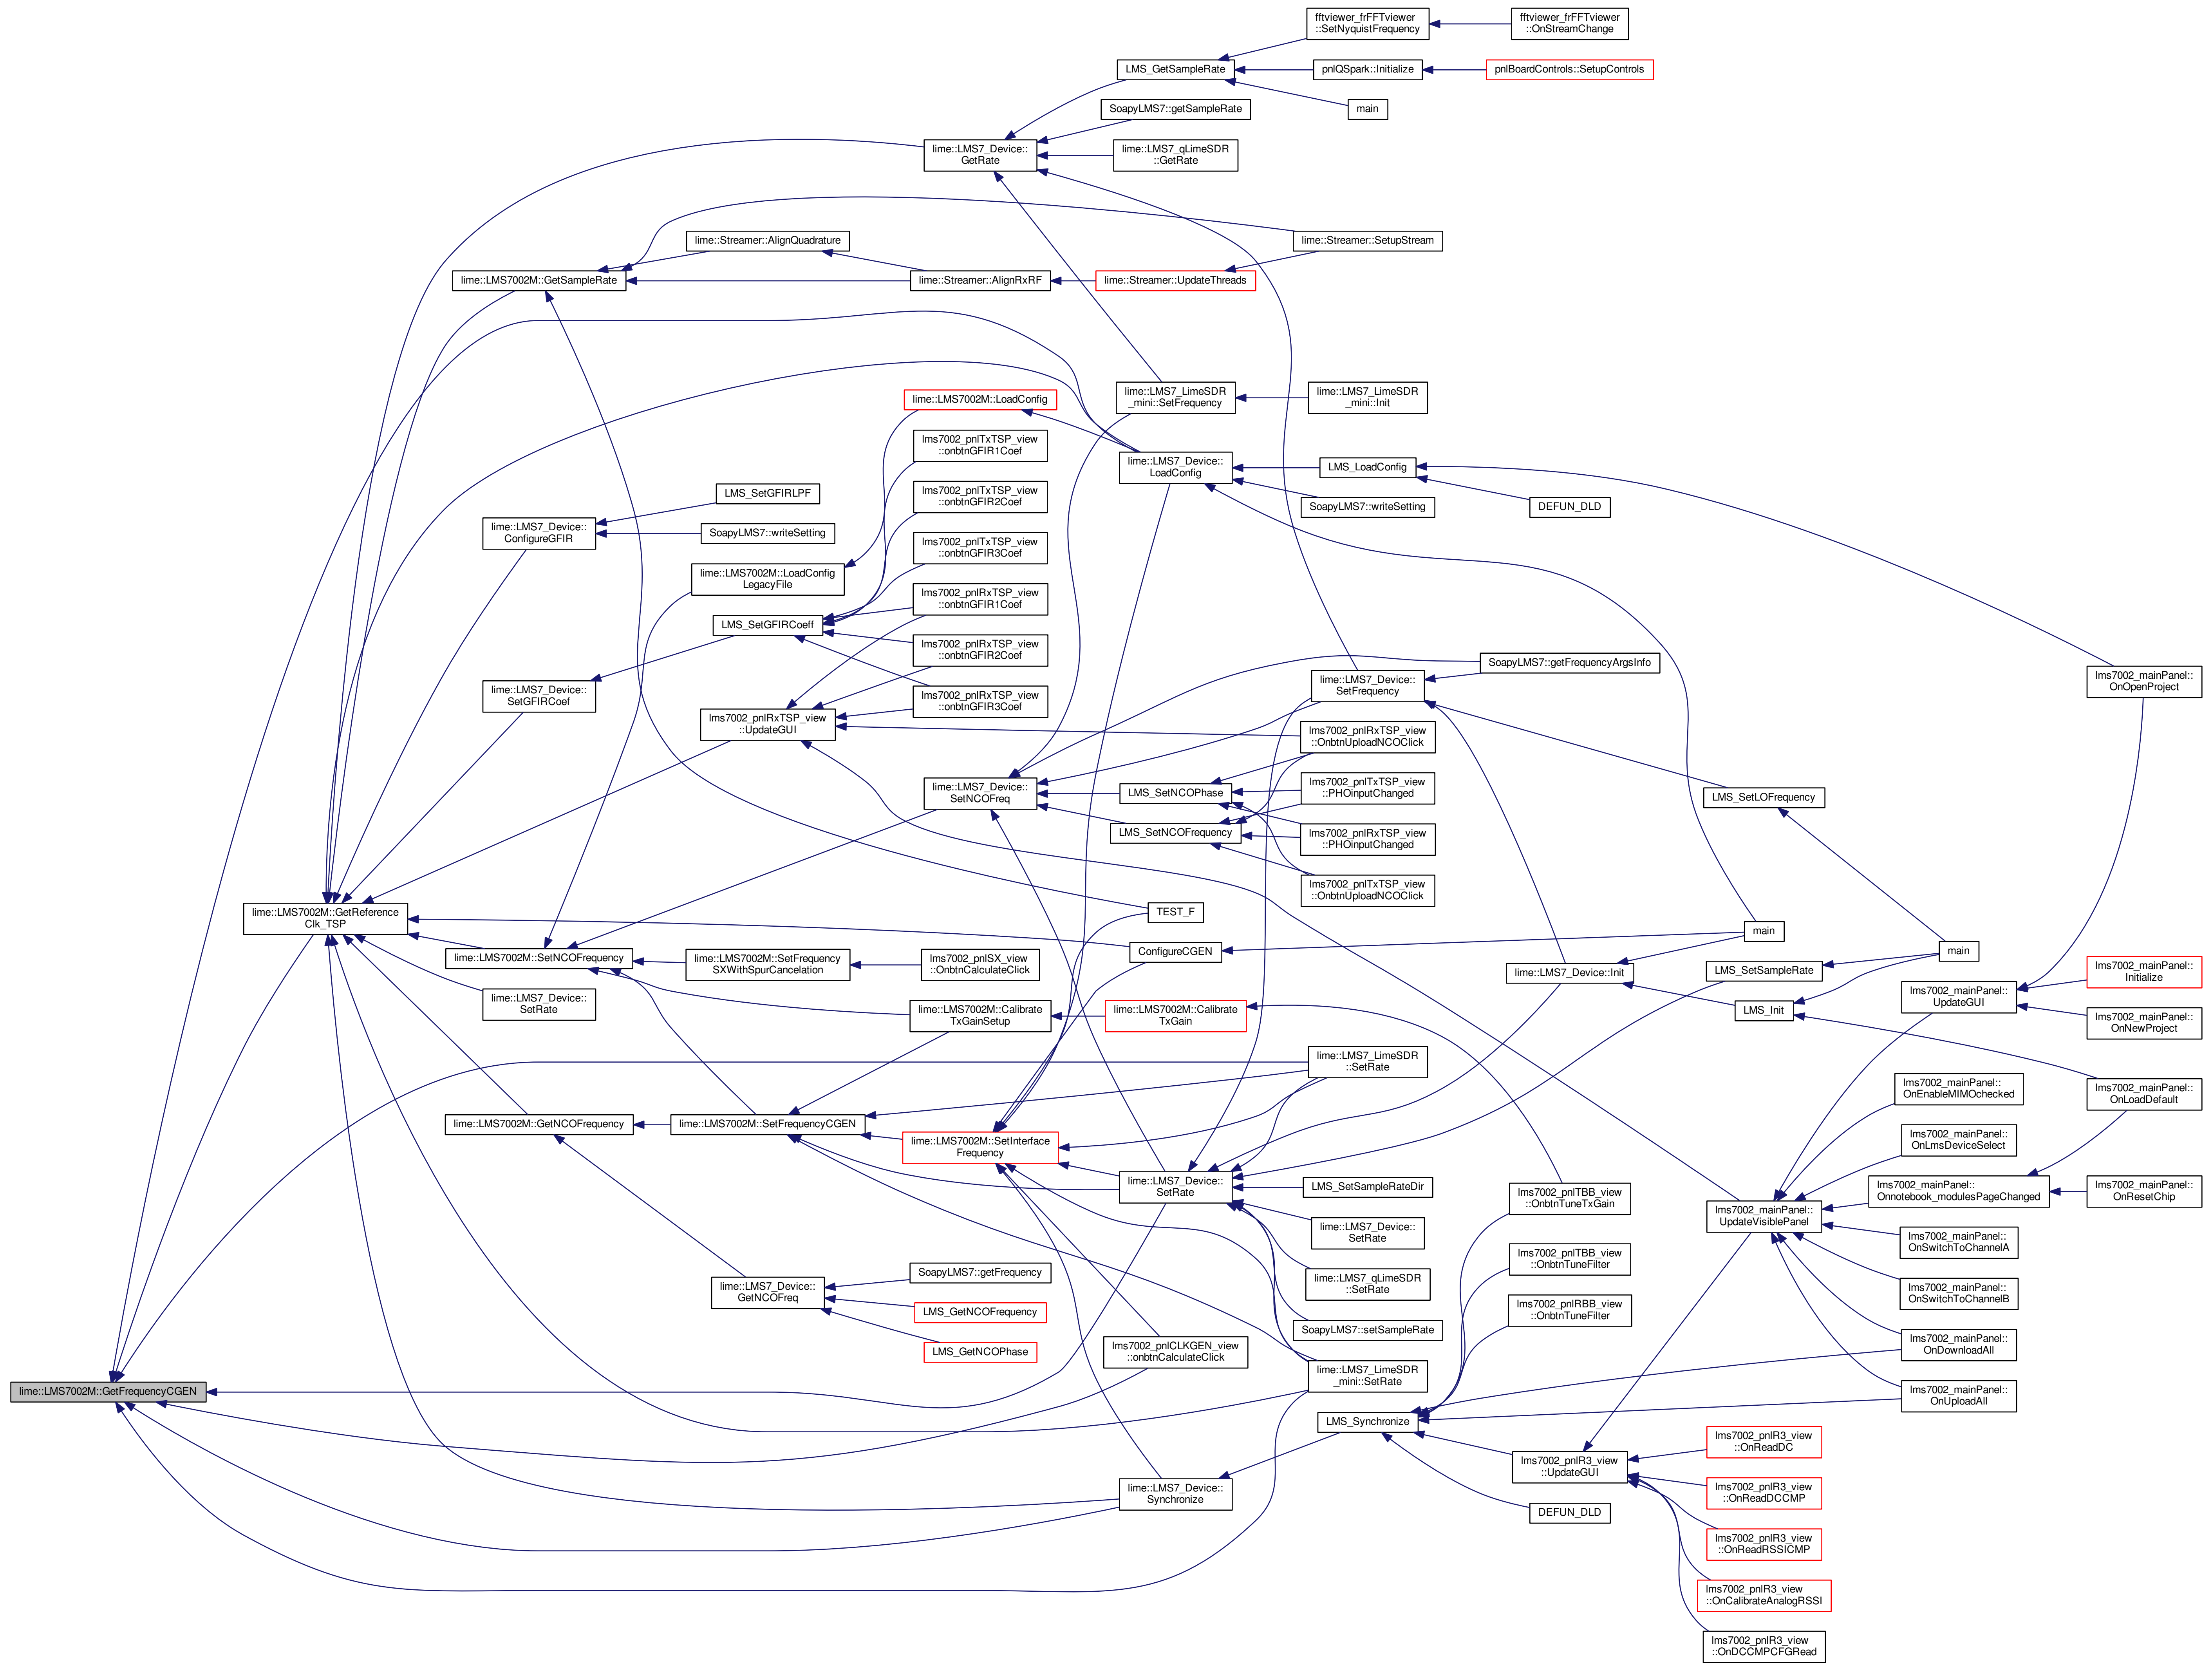 fftviewer_frFFTviewer
::SetNyquistFrequency
fftviewer_frFFTviewer
::OnStreamChange
LMS_GetSampleRate
pnlQSpark::Initialize
pnlBoardControls::SetupControls
main
SoapyLMS7::getSampleRate
lime::LMS7_Device::
GetRate
lime::LMS7_qLimeSDR
::GetRate
lime::Streamer::AlignQuadrature
lime::Streamer::SetupStream
lime::LMS7002M::GetSampleRate
lime::Streamer::AlignRxRF
lime::Streamer::UpdateThreads
lime::LMS7002M::LoadConfig
lime::LMS7_LimeSDR
_mini::SetFrequency
lime::LMS7_LimeSDR
_mini::Init
lms7002_pnlTxTSP_view
::onbtnGFIR1Coef
lime::LMS7_Device::
LoadConfig
LMS_LoadConfig
SoapyLMS7::writeSetting
DEFUN_DLD
LMS_SetGFIRLPF
lms7002_pnlTxTSP_view
::onbtnGFIR2Coef
lime::LMS7_Device::
ConfigureGFIR
SoapyLMS7::writeSetting
lms7002_pnlTxTSP_view
::onbtnGFIR3Coef
lime::LMS7002M::LoadConfig
LegacyFile
lms7002_pnlRxTSP_view
::onbtnGFIR1Coef
LMS_SetGFIRCoeff
lms7002_pnlRxTSP_view
::onbtnGFIR2Coef
lime::LMS7_Device::
SetGFIRCoef
lms7002_pnlRxTSP_view
::onbtnGFIR3Coef
lms7002_pnlRxTSP_view
::UpdateGUI
lime::LMS7_Device::
SetFrequency
SoapyLMS7::getFrequencyArgsInfo
lms7002_mainPanel::
OnOpenProject
lms7002_pnlRxTSP_view
::OnbtnUploadNCOClick
lime::LMS7_Device::
SetNCOFreq
LMS_SetNCOPhase
lms7002_pnlTxTSP_view
::PHOinputChanged
LMS_SetLOFrequency
LMS_SetNCOFrequency
lms7002_pnlRxTSP_view
::PHOinputChanged
lms7002_pnlTxTSP_view
::OnbtnUploadNCOClick
lime::LMS7002M::GetReference
Clk_TSP
TEST_F
main
lime::LMS7002M::SetNCOFrequency
lime::LMS7002M::SetFrequency
SXWithSpurCancelation
lms7002_pnlSX_view
::OnbtnCalculateClick
ConfigureCGEN
main
lime::LMS7_Device::Init
LMS_SetSampleRate
lms7002_mainPanel::
Initialize
lms7002_mainPanel::
UpdateGUI
lime::LMS7_Device::
SetRate
lime::LMS7002M::Calibrate
TxGainSetup
lime::LMS7002M::Calibrate
TxGain
LMS_Init
lms7002_mainPanel::
OnNewProject
lime::LMS7_LimeSDR
::SetRate
lms7002_mainPanel::
OnEnableMIMOchecked
lms7002_mainPanel::
OnLoadDefault
lime::LMS7002M::GetNCOFrequency
lime::LMS7002M::SetFrequencyCGEN
lime::LMS7002M::SetInterface
Frequency
lms7002_mainPanel::
OnLmsDeviceSelect
lime::LMS7_Device::
SetRate
LMS_SetSampleRateDir
lms7002_pnlTBB_view
::OnbtnTuneTxGain
lms7002_mainPanel::
Onnotebook_modulesPageChanged
lms7002_mainPanel::
OnResetChip
lime::LMS7_Device::
SetRate
lms7002_mainPanel::
UpdateVisiblePanel
lms7002_mainPanel::
OnSwitchToChannelA
lms7002_pnlTBB_view
::OnbtnTuneFilter
SoapyLMS7::getFrequency
lime::LMS7_Device::
GetNCOFreq
lime::LMS7_qLimeSDR
::SetRate
lms7002_mainPanel::
OnSwitchToChannelB
LMS_GetNCOFrequency
lms7002_pnlRBB_view
::OnbtnTuneFilter
SoapyLMS7::setSampleRate
LMS_GetNCOPhase
lms7002_pnlCLKGEN_view
::onbtnCalculateClick
lms7002_mainPanel::
OnDownloadAll
lime::LMS7_LimeSDR
_mini::SetRate
lime::LMS7002M::GetFrequencyCGEN
lms7002_mainPanel::
OnUploadAll
LMS_Synchronize
lms7002_pnlR3_view
::OnReadDC
lms7002_pnlR3_view
::UpdateGUI
lime::LMS7_Device::
Synchronize
lms7002_pnlR3_view
::OnReadDCCMP
DEFUN_DLD
lms7002_pnlR3_view
::OnReadRSSICMP
lms7002_pnlR3_view
::OnCalibrateAnalogRSSI
lms7002_pnlR3_view
::OnDCCMPCFGRead